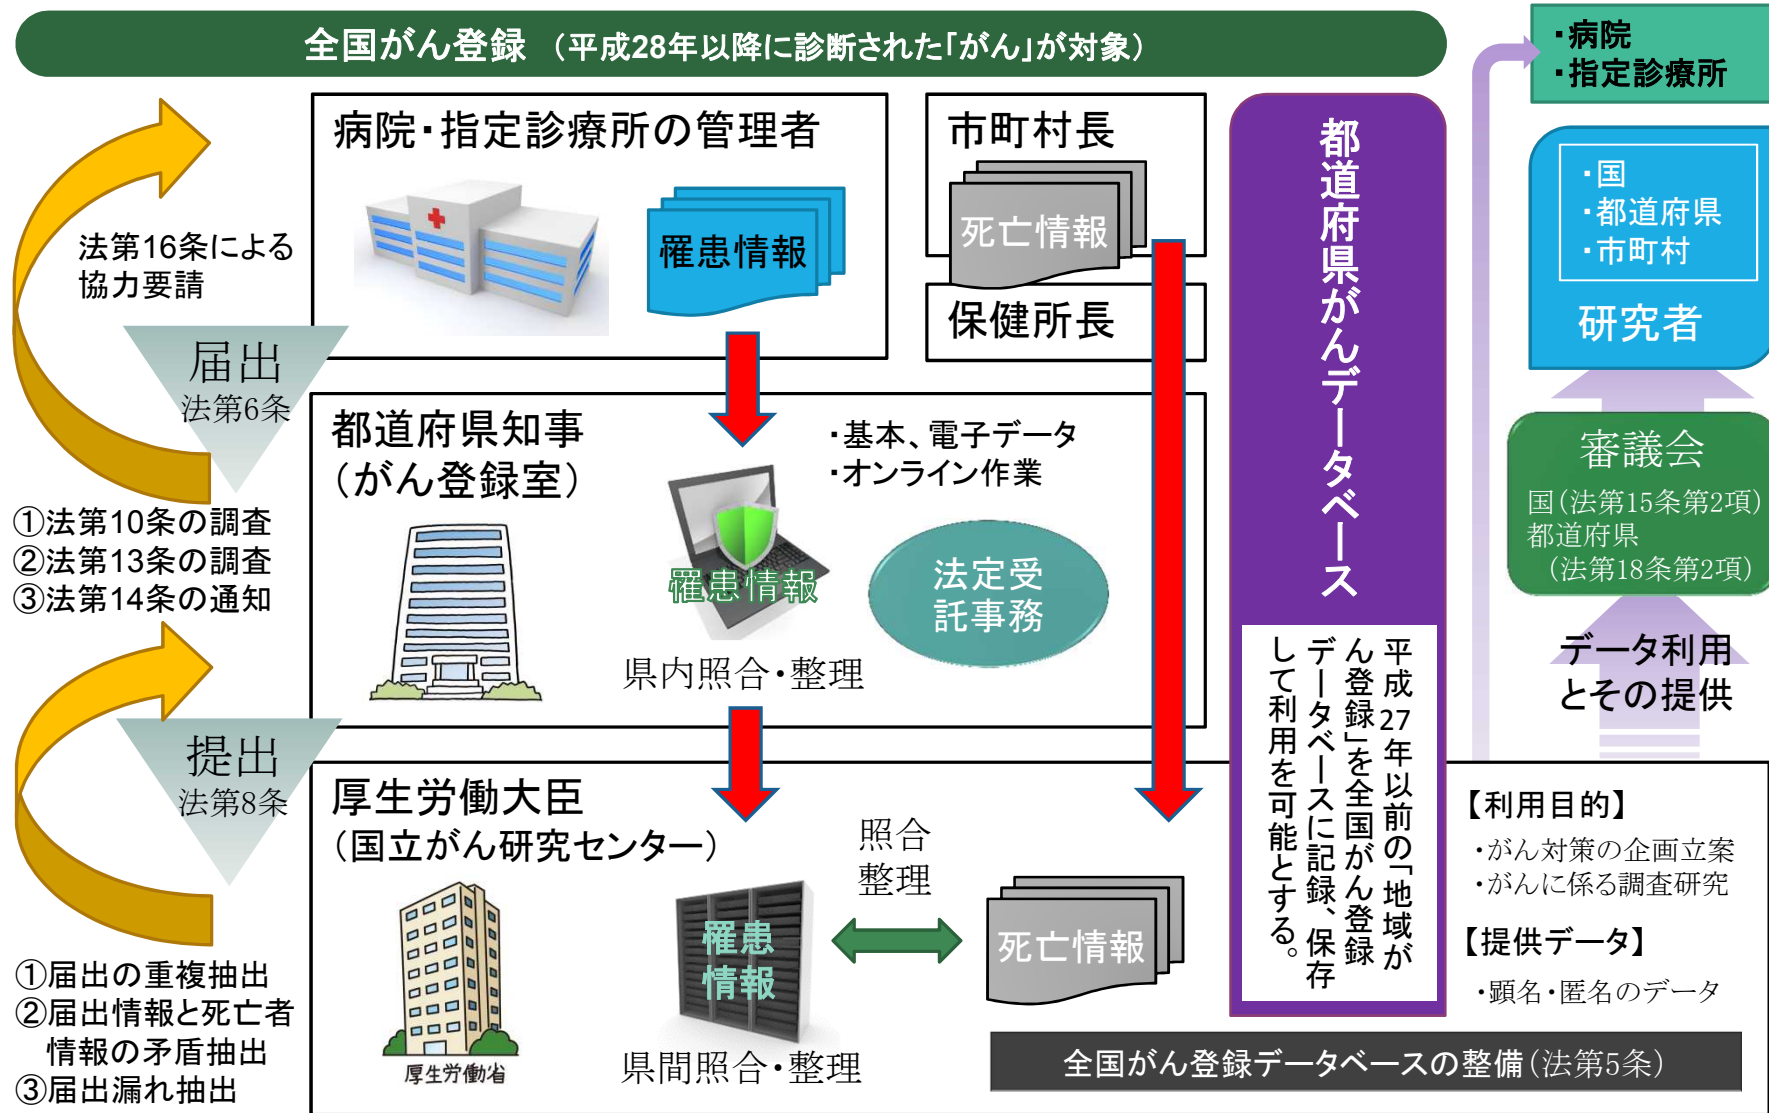 全国がん登録 （平成28年以降に診断された「がん」が対象）
・病院
・指定診療所
病院・指定診療所の管理者
罹患情報
市町村長
死亡情報
保健所長
都道府県がんデータベース
平成27年以前の「地域が
ん登録」を全国がん登録
データベースに記録、保存
して利用を可能とする。
・国
・都道府県
・市町村
研究者
審議会
国（法第15条第2項）
都道府県
（法第18条第2項）
データ利用
とその提供
法第16条による
協力要請
届出
法第6条
①法第10条の調査
②法第13条の調査
③法第14条の通知
都道府県知事
（がん登録室）
・基本、電子データ
・オンライン作業
罹患情報
法定受
託事務
県内照合・整理
提出
法第8条
①届出の重複抽出
②届出情報と死亡者
情報の矛盾抽出
③届出漏れ抽出
厚生労働大臣
（国立がん研究センター）
厚生労働省
罹患
情報
県間照合・整理
照合
整理
死亡情報
【利用目的】
・がん対策の企画立案
・がんに係る調査研究
【提供データ】
・顕名・匿名のデータ
全国がん登録データベースの整備（法第5条）